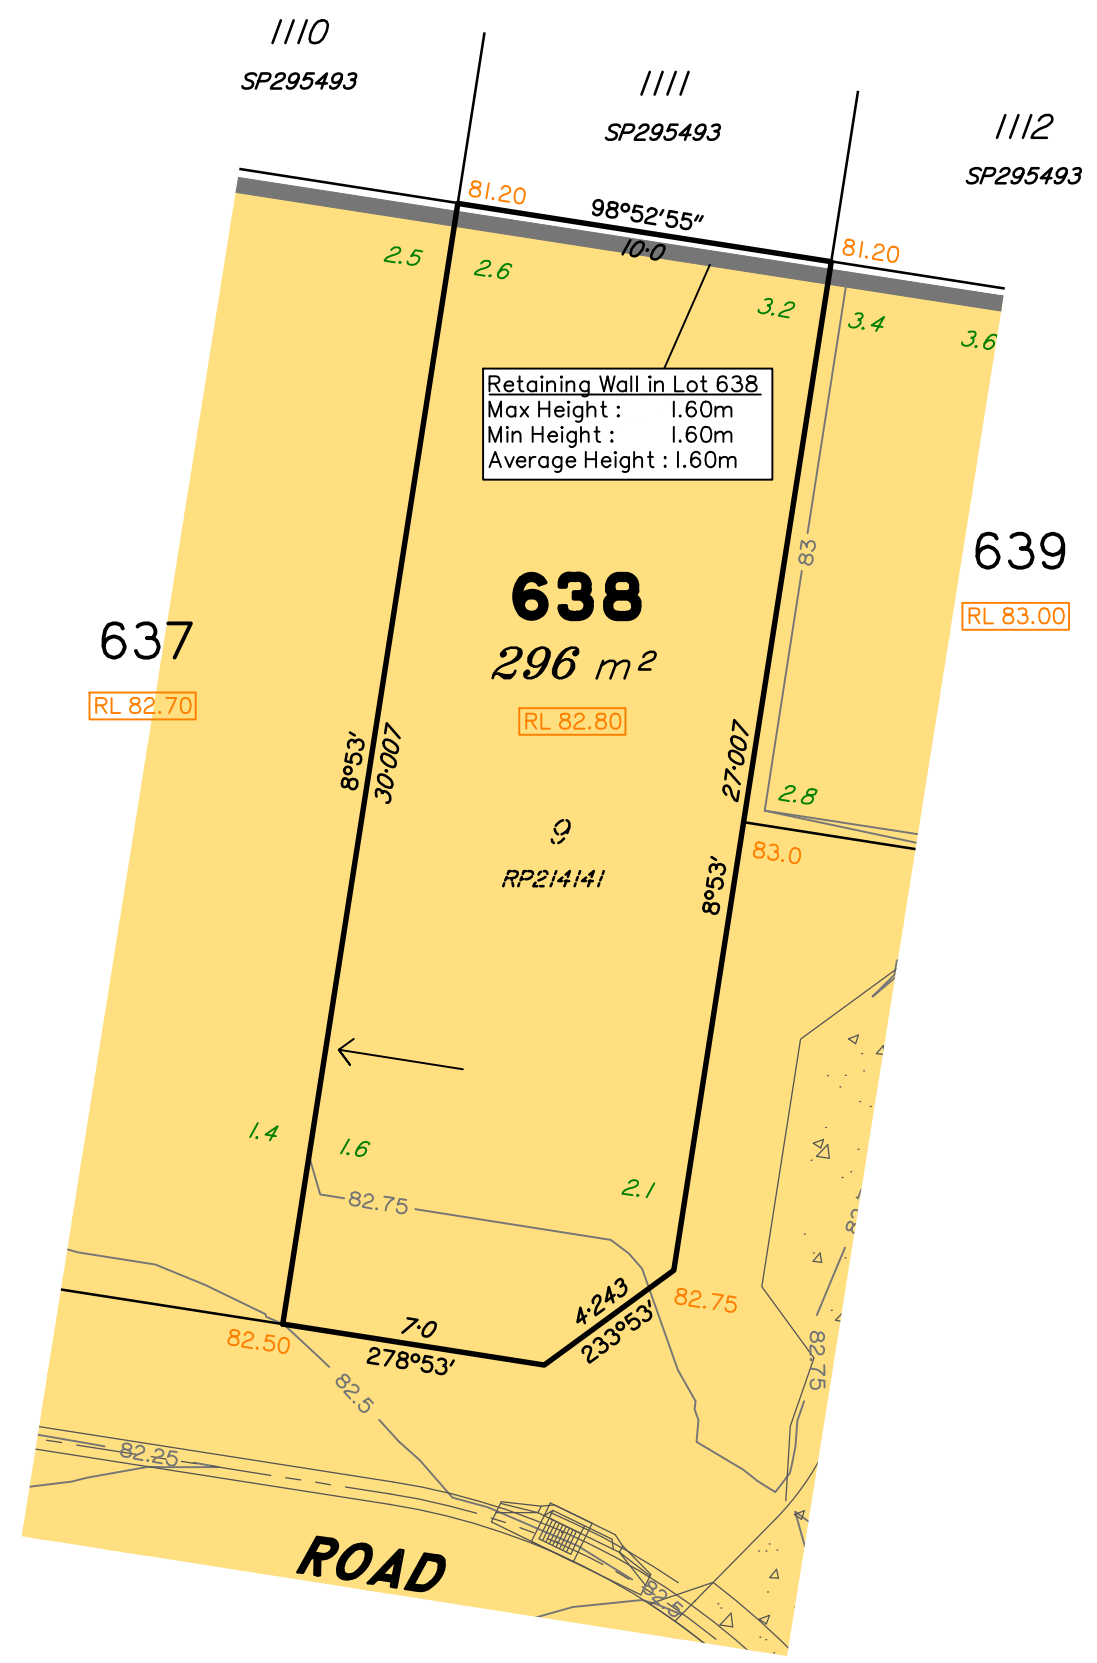 1110
SP295493
1111
SP295493
1112
SP295493
81.20
98°52'55"
10·0
81.20
2.5
2.6
3.2
3.4
3.6
Retaining Wall in Lot 638
Max Height : 1.60m
Min Height : 1.60m
Average Height : 1.60m
83
639
RL 83.00
638
296 m²
RL 82.80
637
RL 82.70
8°53'
30·007
27·007
2.8
9
RP214141
83.0
8°53'
1.4
1.6
2.1
82.75
83
82.75
4·243
233°53'
7·0
278°53'
82.50
82.5
82.75
82.25
ROAD
82.5